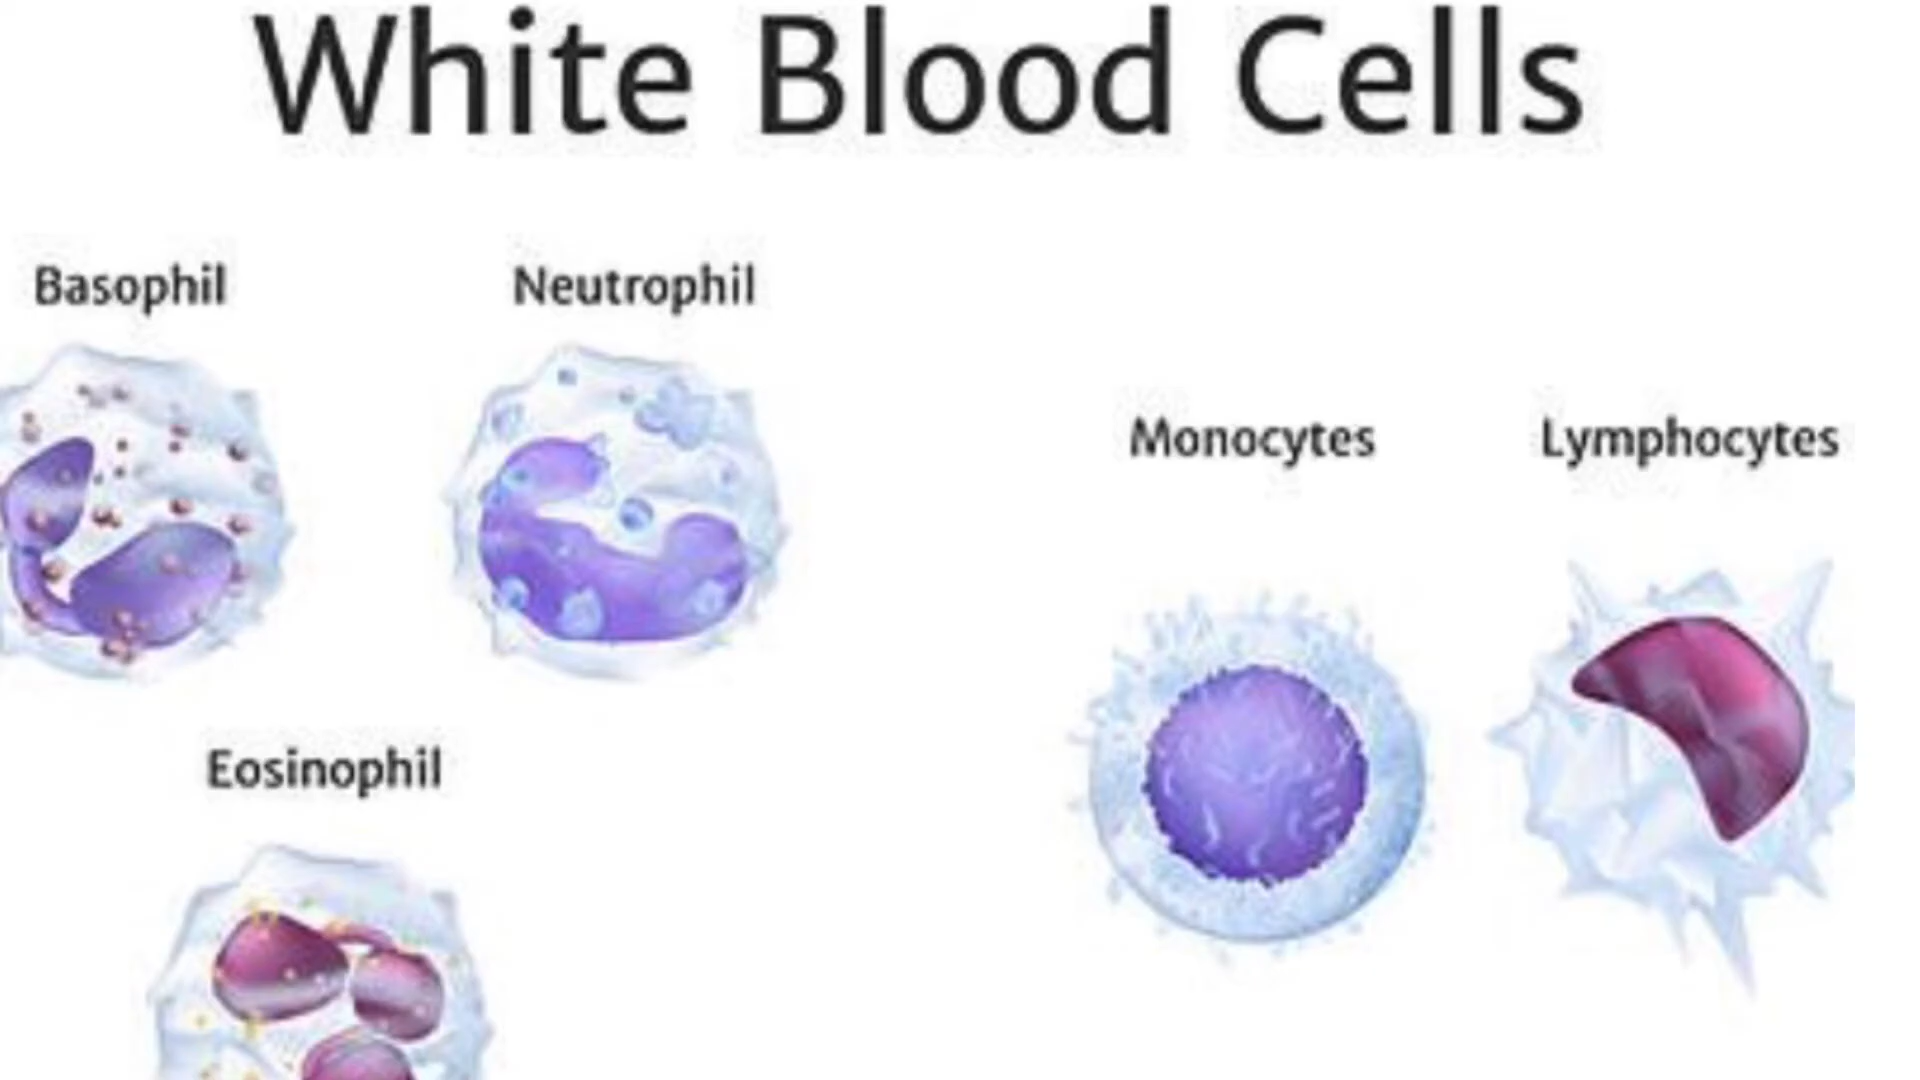 White Blood Cells
Basophil
Neutrophil
Monocytes
Lymphocytes
Eosinophil